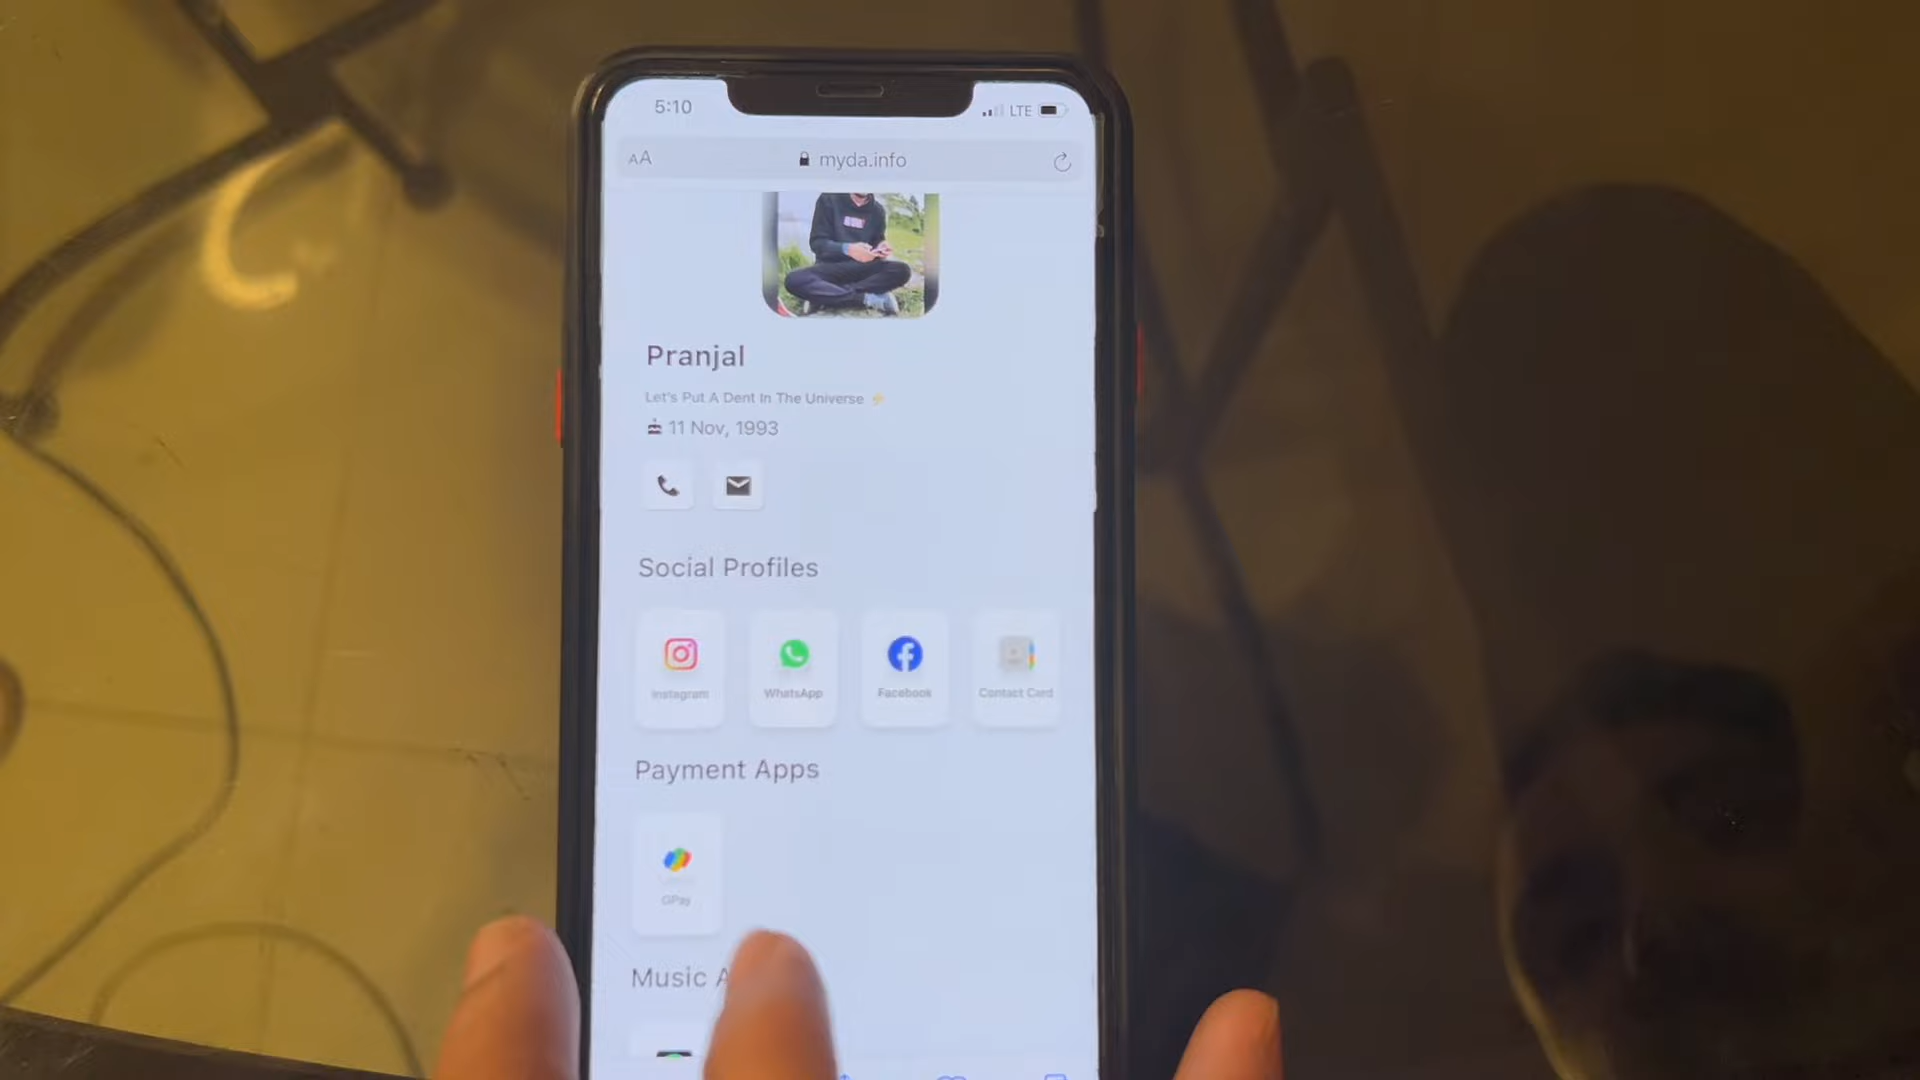 5:10
LTE
AA
myda.info
Pranjal
Let's Put A Dent In The Universe ⚡
11 Nov, 1993
Social Profiles
Instagram
WhatsApp
Facebook
Contact Card
Payment Apps
GPay
Music